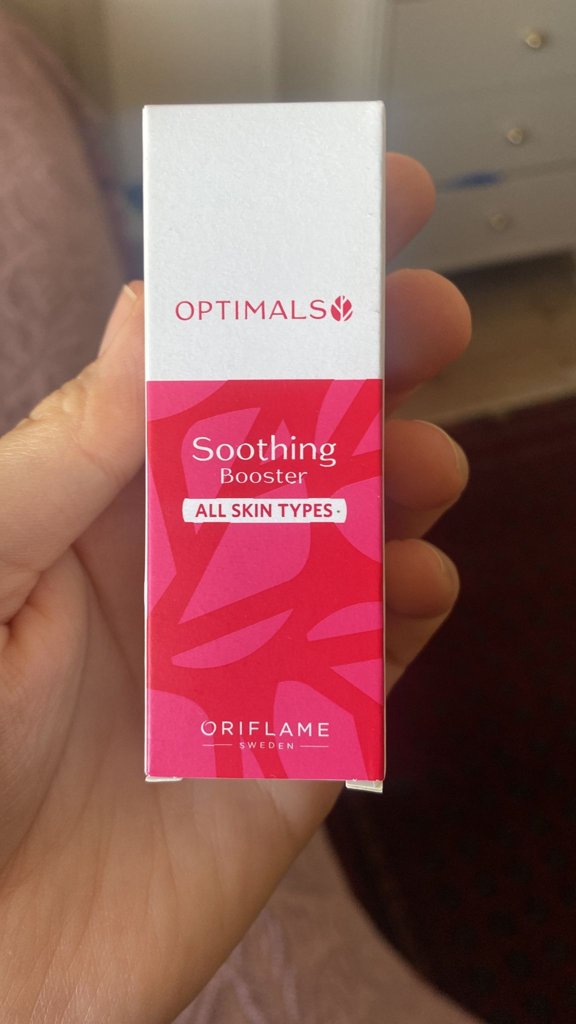 OPTIMALS
Soothing
Booster
ALL SKIN TYPES
ORIFLAME
SWEDEN